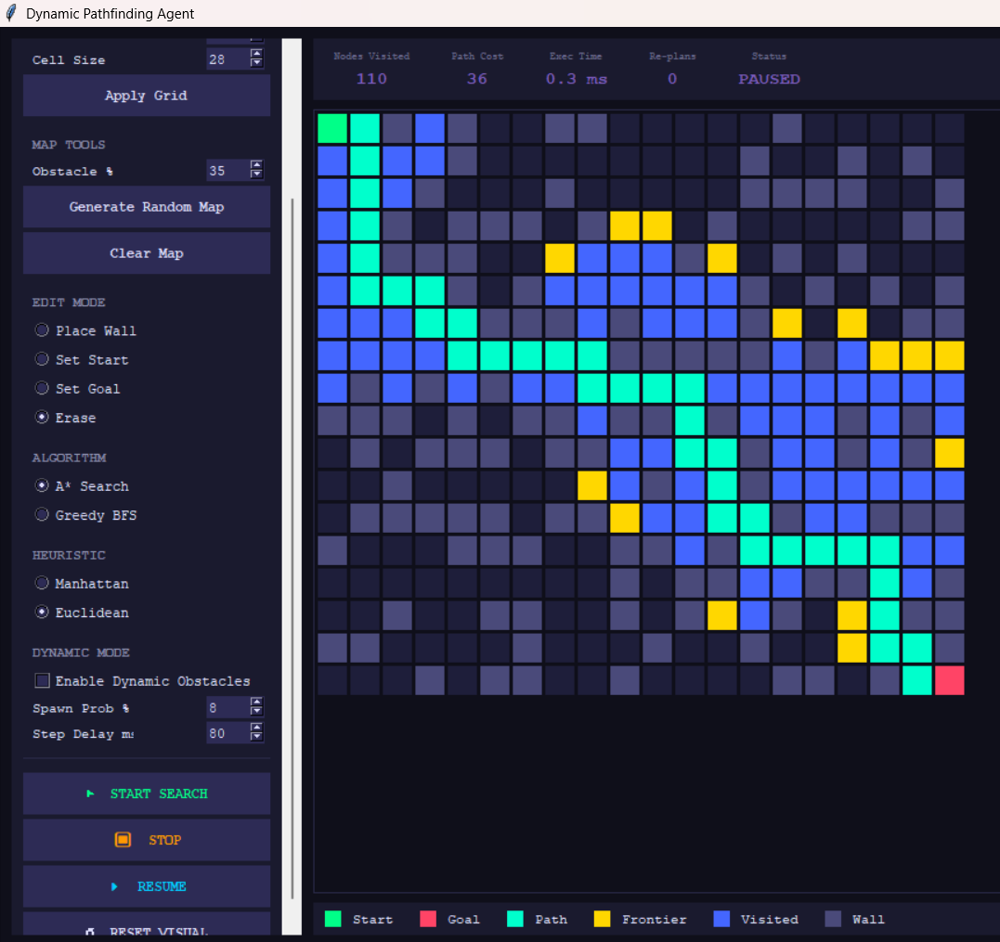 Dynamic Pathfinding Agent
Cell Size 28
Apply Grid
MAP TOOLS
Obstacle % 35
Generate Random Map
Clear Map
EDIT MODE
Place Wall
Set Start
Set Goal
Erase
ALGORITHM
A* Search
Greedy BFS
HEURISTIC
Manhattan
Euclidean
DYNAMIC MODE
Enable Dynamic Obstacles
Spawn Prob % 8
Step Delay ms 80
START SEARCH
STOP
RESUME
RESET VISUAL
Nodes Visited Path Cost Exec Time Re-plans Status
110 36 0.3 ms 0 PAUSED
Start Goal Path Frontier Visited Wall